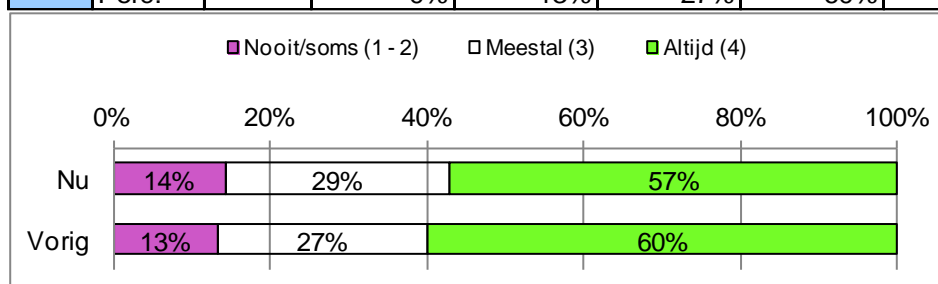 Nooit/soms (1 - 2) Meestal (3) Altijd (4)
0% 20% 40% 60% 80% 100%
Nu 14% 29% 57%
Vorig 13% 27% 60%